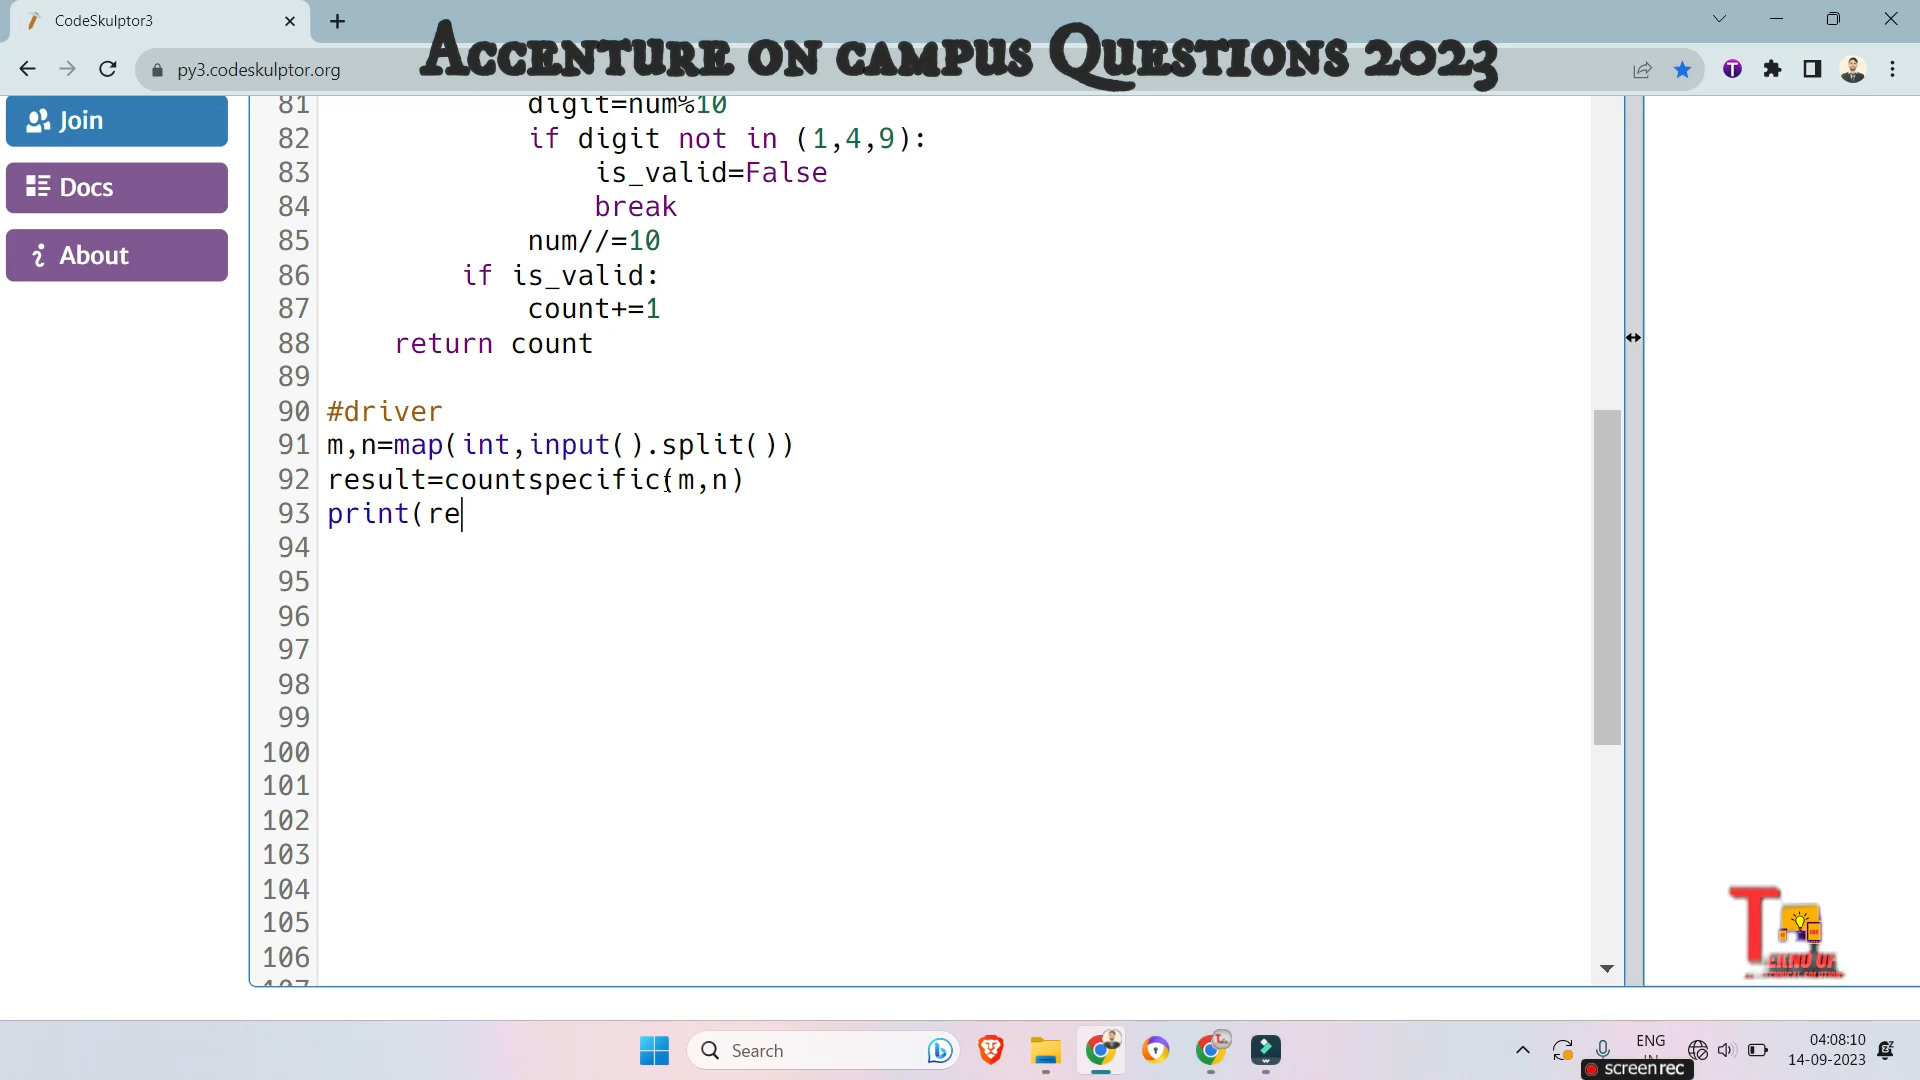 CodeSkulptor3
py3.codeskulptor.org
Accenture on campus Questions 2023
Join
Docs
About
81 digit=num%10
82 if digit not in (1,4,9):
83 is_valid=False
84 break
85 num//=10
86 if is_valid:
87 count+=1
88 return count
89
90 #driver
91 m,n=map(int,input().split())
92 result=countspecific(m,n)
93 print(re
94
95
96
97
98
99
100
101
102
103
104
105
106
107
Search
ENG
IN
04:08:10
14-09-2023
screenrec